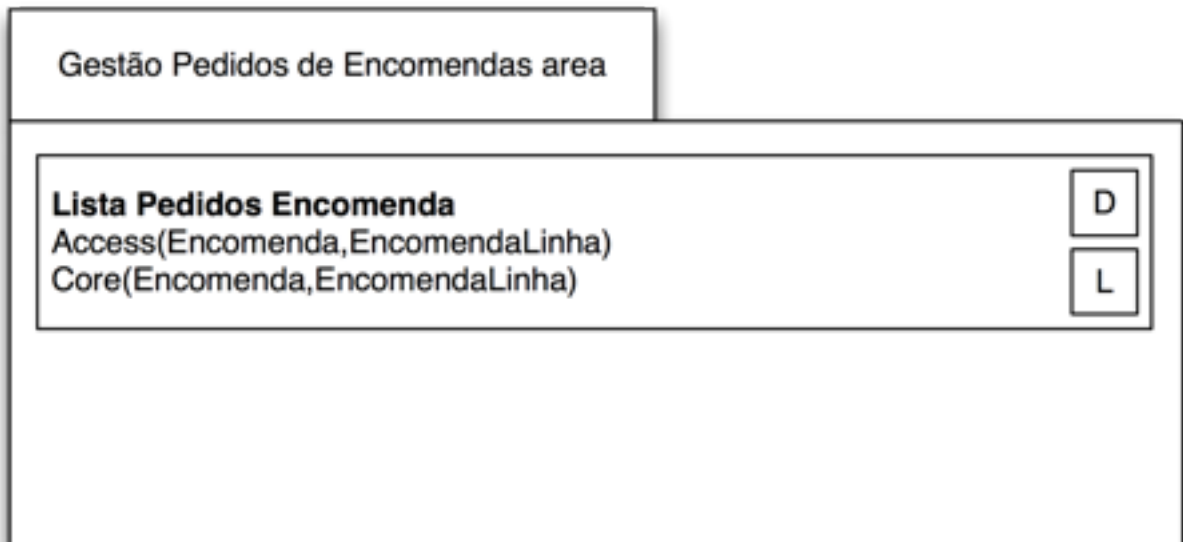 Gestão Pedidos de Encomendas area
Lista Pedidos Encomenda
D
Access(Encomenda,EncomendaLinha)
Core(Encomenda,EncomendaLinha)
L